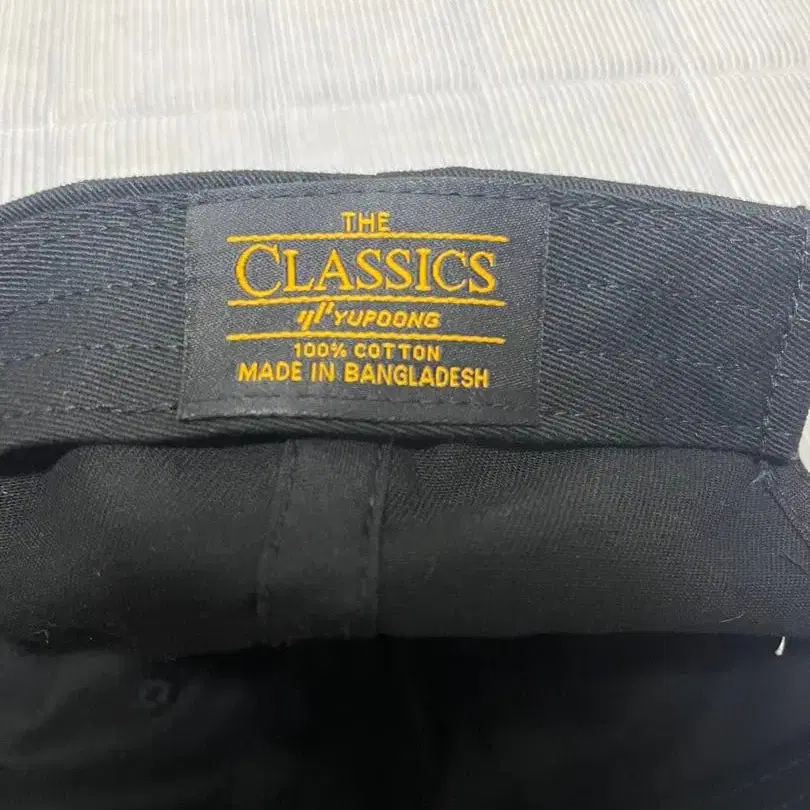 THE
CLASSICS
YUPOONG
100% COTTON
MADE IN BANGLADESH